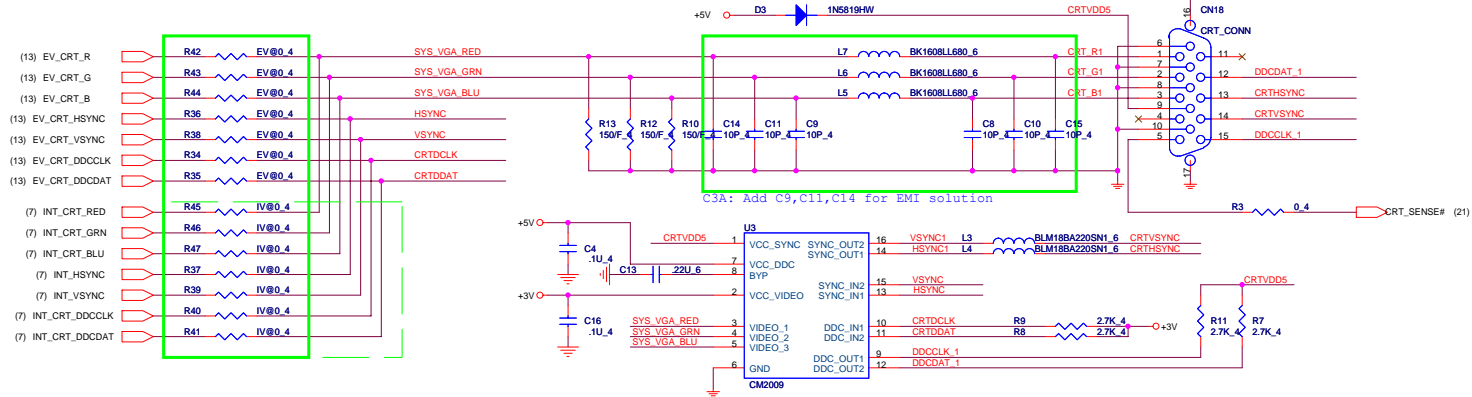 +5V D3 1N5819HW CRTVDD5 16 CN18
CRT_CONN
(13) EV_CRT_R R42 EV@0_4 SYS_VGA_RED L7 BK1608LL680_6 CRT_R1 6 1 11
(13) EV_CRT_G R43 EV@0_4 SYS_VGA_GRN L6 BK1608LL680_6 CRT_G1 7 2 12 DDCDAT_1
(13) EV_CRT_B R44 EV@0_4 SYS_VGA_BLU L5 BK1608LL680_6 CRT_B1 8 3 13 CRTHSYNC
(13) EV_CRT_HSYNC R36 EV@0_4 HSYNC 9 4 14 CRTVSYNC
R13 R12 R10 C14 C11 C9 C8 C10 C15
150/F_4 150/F_4 150/F_4 10P_4 10P_4 10P_4 10P_4 10P_4 10P_4
(13) EV_CRT_VSYNC R38 EV@0_4 VSYNC 10 5 15 DDCCLK_1
(13) EV_CRT_DDCCLK R34 EV@0_4 CRTDCLK
(13) EV_CRT_DDCDAT R35 EV@0_4 CRTDDAT 17
C3A: Add C9,C11,C14 for EMI solution
(7) INT_CRT_RED R45 IV@0_4 R3 0_4 CRT_SENSE# (21)
(7) INT_CRT_GRN R46 IV@0_4 +5V U3
(7) INT_CRT_BLU R47 IV@0_4 C4 .1U_4 CRTVDD5 1 VCC_SYNC SYNC_OUT2 16 VSYNC1 L3 BLM18BA220SN1_6 CRTVSYNC
SYNC_OUT1 14 HSYNC1 L4 BLM18BA220SN1_6 CRTHSYNC
7 VCC_DDC
(7) INT_HSYNC R37 IV@0_4 C13 .22U_6 8 BYP
SYNC_IN2 15 VSYNC CRTVDD5
(7) INT_VSYNC R39 IV@0_4 +3V 2 VCC_VIDEO SYNC_IN1 13 HSYNC
(7) INT_CRT_DDCCLK R40 IV@0_4 C16 .1U_4
SYS_VGA_RED 3 VIDEO_1 DDC_IN1 10 CRTDCLK R9 2.7K_4 +3V R11 2.7K_4 R7 2.7K_4
(7) INT_CRT_DDCDAT R41 IV@0_4 SYS_VGA_GRN 4 VIDEO_2 DDC_IN2 11 CRTDDAT R8 2.7K_4
SYS_VGA_BLU 5 VIDEO_3
DDC_OUT1 9 DDCCLK_1
6 GND DDC_OUT2 12 DDCDAT_1
CM2009